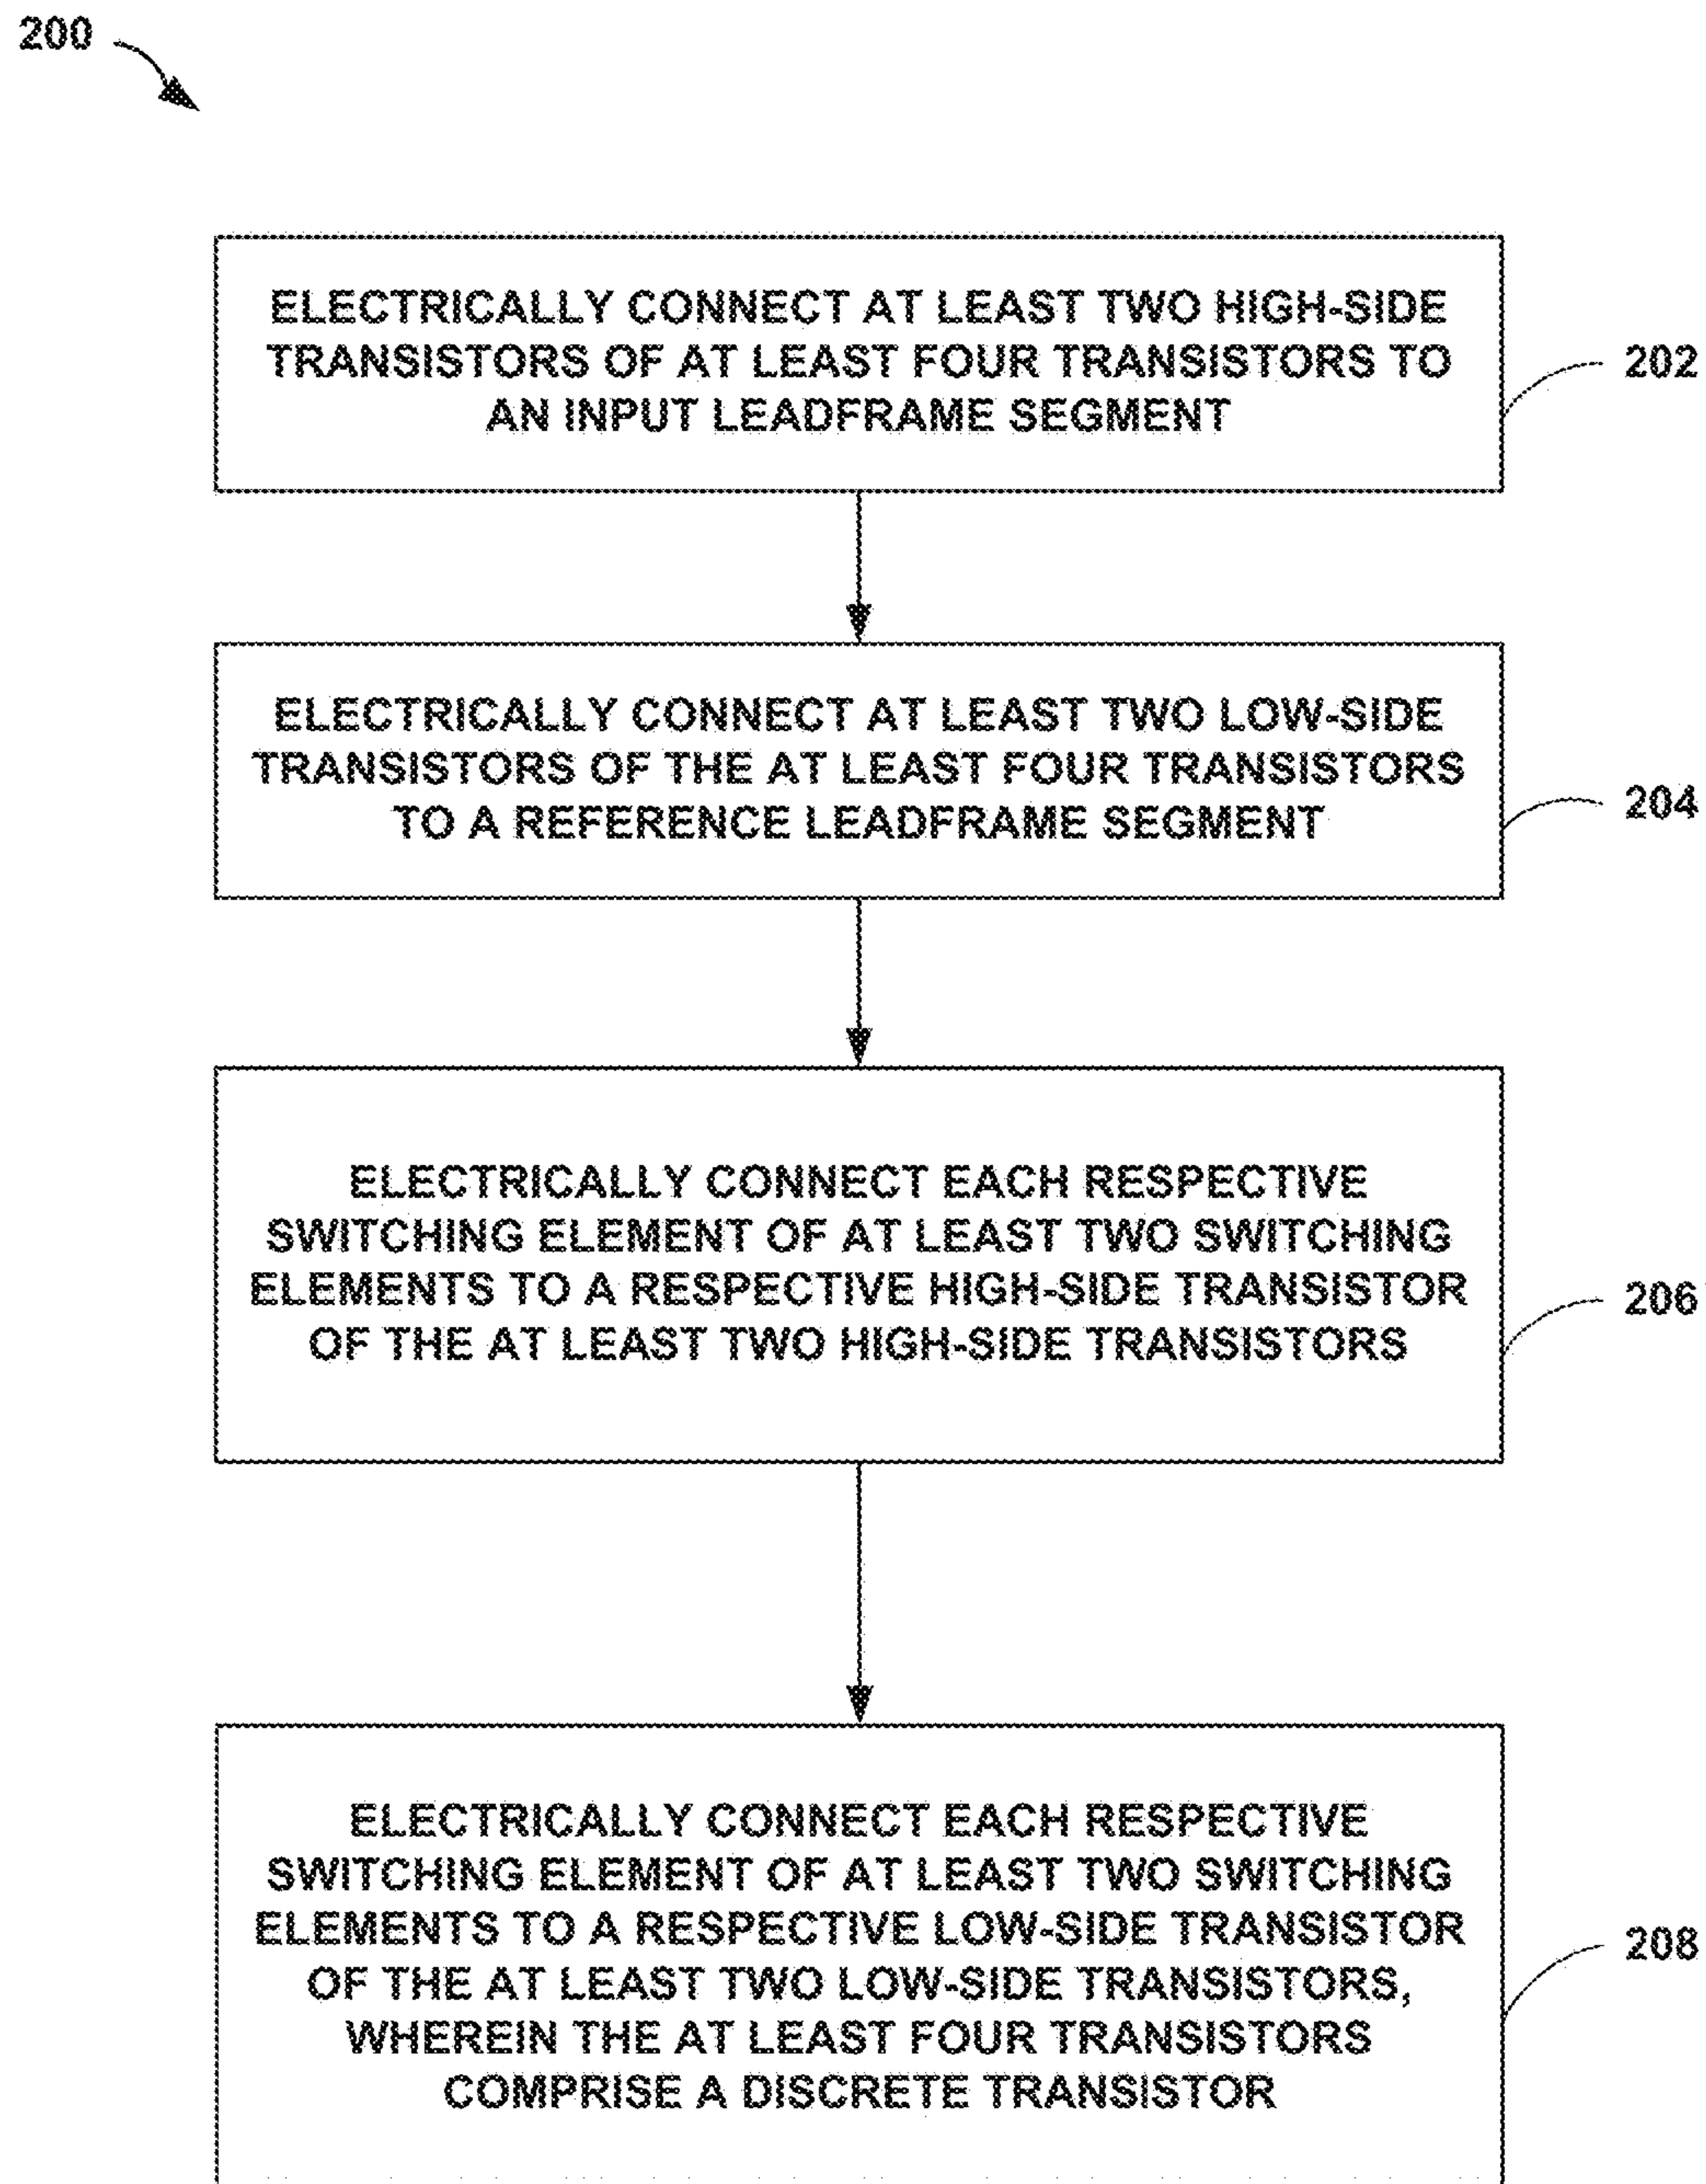 200
ELECTRICALLY CONNECT AT LEAST TWO HIGH-SIDE
TRANSISTORS OF AT LEAST FOUR TRANSISTORS TO
AN INPUT LEADFRAME SEGMENT
202
ELECTRICALLY CONNECT AT LEAST TWO LOW-SIDE
TRANSISTORS OF THE AT LEAST FOUR TRANSISTORS
TO A REFERENCE LEADFRAME SEGMENT
204
ELECTRICALLY CONNECT EACH RESPECTIVE
SWITCHING ELEMENT OF AT LEAST TWO SWITCHING
ELEMENTS TO A RESPECTIVE HIGH-SIDE TRANSISTOR
OF THE AT LEAST TWO HIGH-SIDE TRANSISTORS
206
ELECTRICALLY CONNECT EACH RESPECTIVE
SWITCHING ELEMENT OF AT LEAST TWO SWITCHING
ELEMENTS TO A RESPECTIVE LOW-SIDE TRANSISTOR
OF THE AT LEAST TWO LOW-SIDE TRANSISTORS,
WHEREIN THE AT LEAST FOUR TRANSISTORS
COMPRISE A DISCRETE TRANSISTOR
208